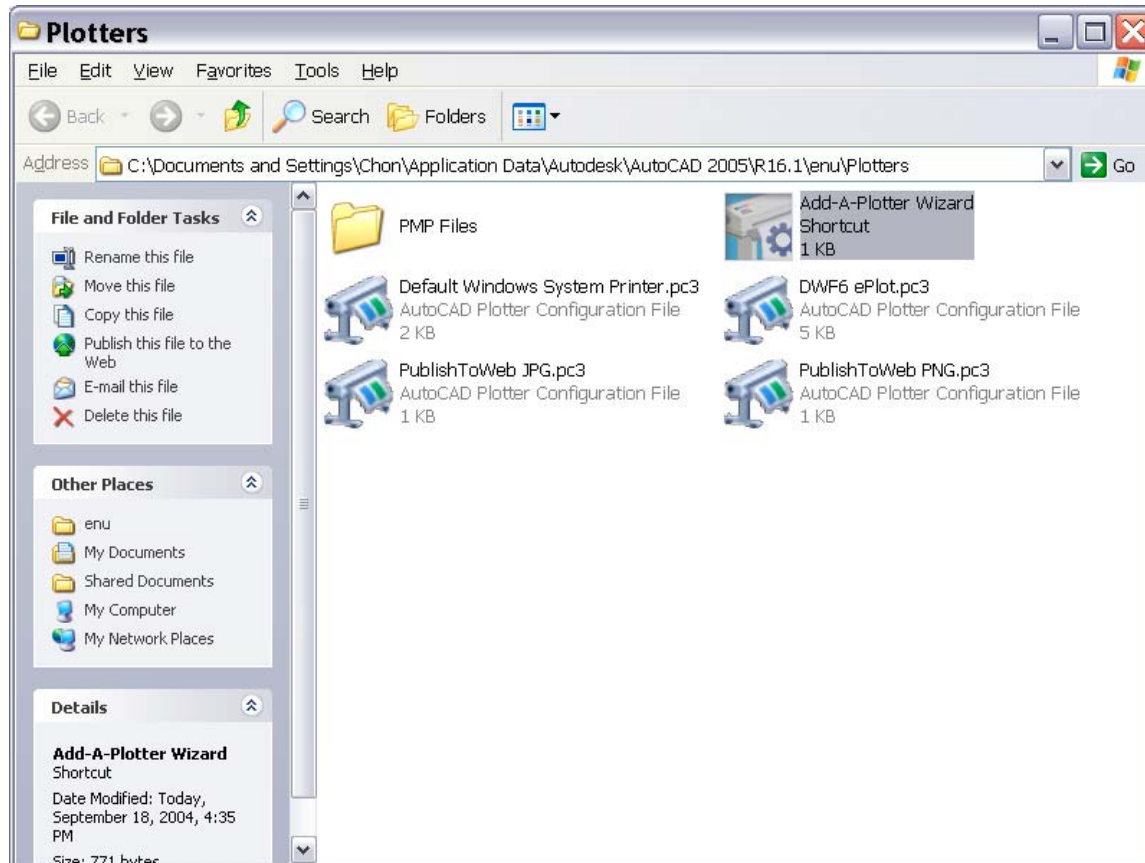 Plotters
File Edit View Favorites Tools Help
Back Search Folders
Address C:\Documents and Settings\Chon\Application Data\Autodesk\AutoCAD 2005\R16.1\enu\Plotters Go
File and Folder Tasks
Rename this file
Move this file
Copy this file
Publish this file to the
Web
E-mail this file
Delete this file
Other Places
enu
My Documents
Shared Documents
My Computer
My Network Places
Details
Add-A-Plotter Wizard
Shortcut
Date Modified: Today,
September 18, 2004, 4:35
PM
Size: 771 bytes
PMP Files
Add-A-Plotter Wizard
Shortcut
1 KB
Default Windows System Printer.pc3
AutoCAD Plotter Configuration File
2 KB
DWF6 ePlot.pc3
AutoCAD Plotter Configuration File
5 KB
PublishToWeb JPG.pc3
AutoCAD Plotter Configuration File
1 KB
PublishToWeb PNG.pc3
AutoCAD Plotter Configuration File
1 KB